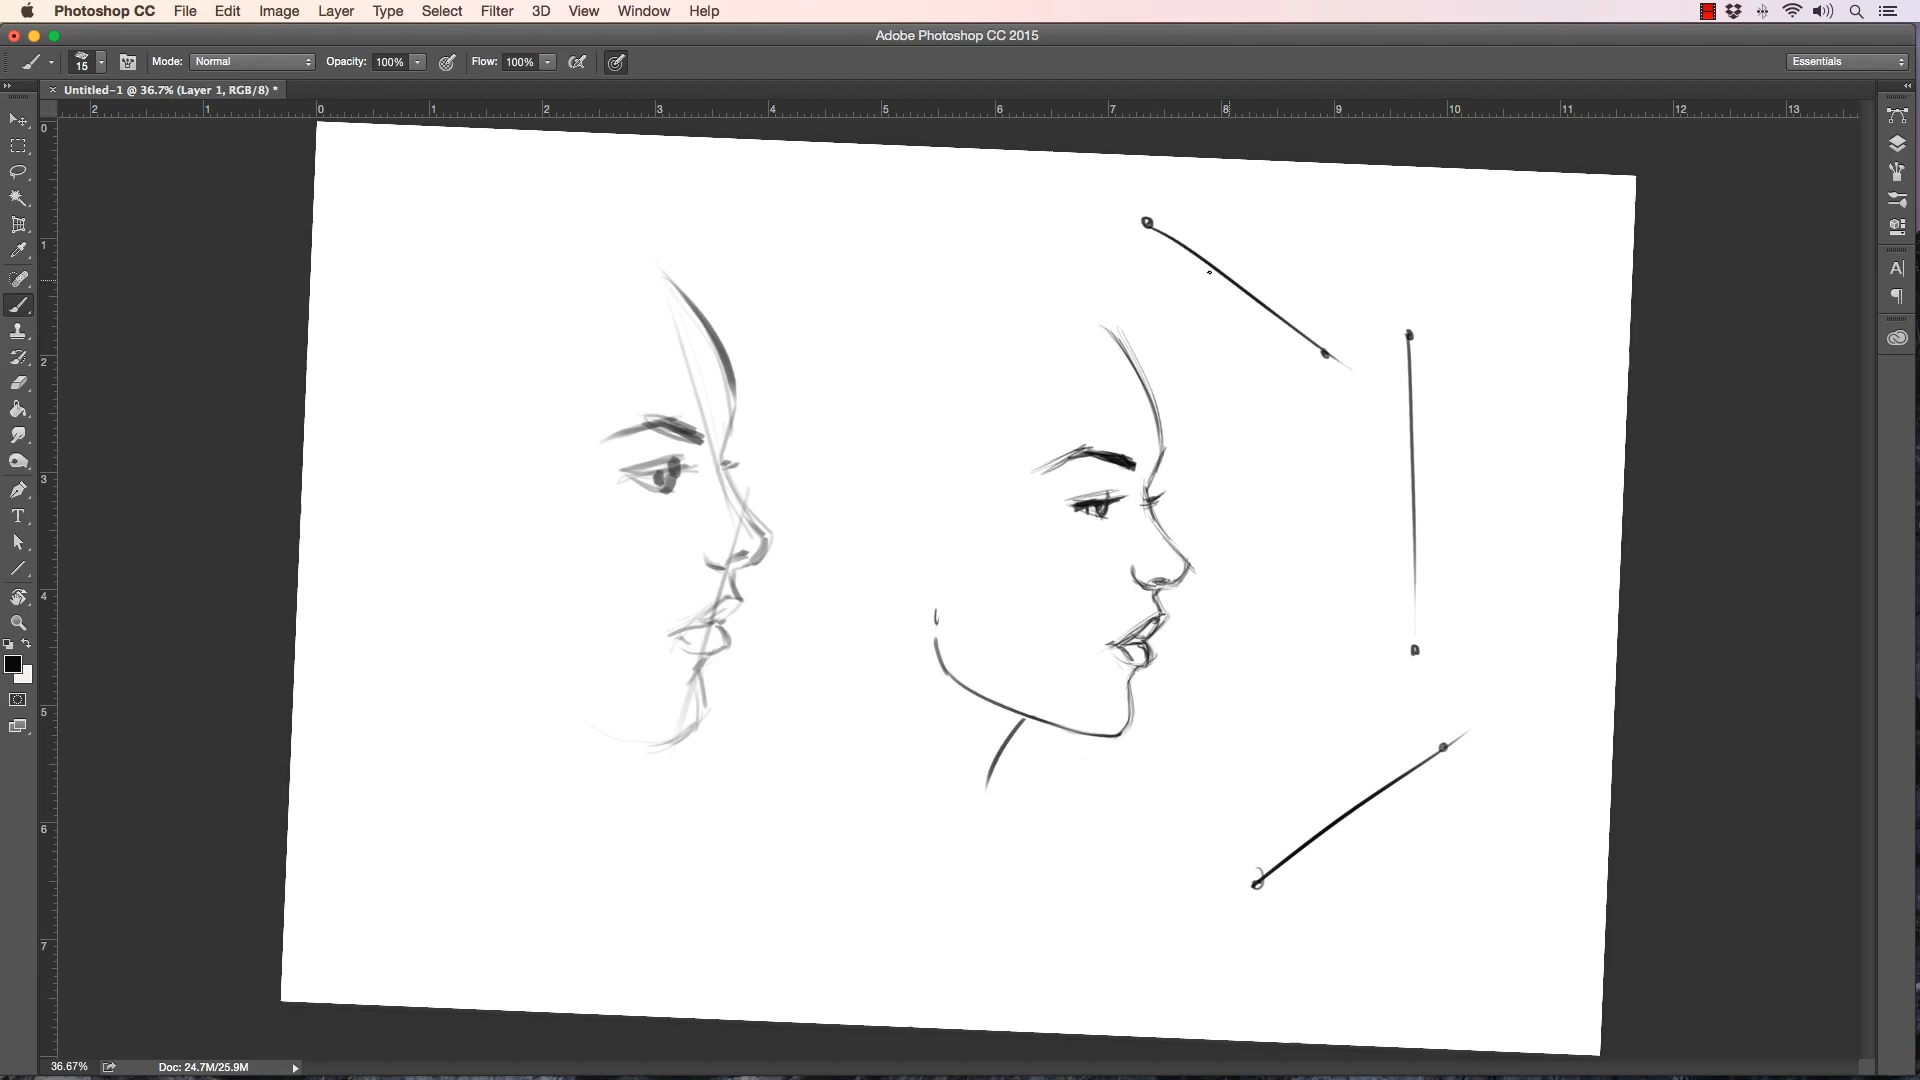 Photoshop CC File Edit Image Layer Type Select Filter 3D View Window Help
Adobe Photoshop CC 2015
15 Mode: Normal Opacity: 100% Flow: 100% Essentials
× Untitled-1 @ 36.7% (Layer 1, RGB/8) *
2 1 0 1 2 3 4 5 6 7 8 9 10 11 12 13
0
1
2
3
4
5
6
7
T
A
36.67% Doc: 24.7M/25.9M